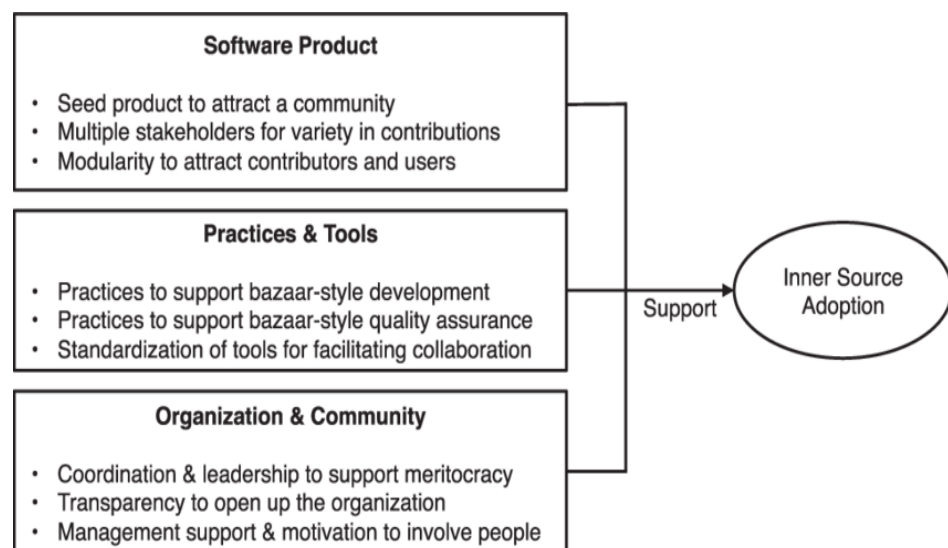 Software Product
• Seed product to attract a community
• Multiple stakeholders for variety in contributions
• Modularity to attract contributors and users
Practices & Tools
• Practices to support bazaar-style development
• Practices to support bazaar-style quality assurance
• Standardization of tools for facilitating collaboration
Organization & Community
• Coordination & leadership to support meritocracy
• Transparency to open up the organization
• Management support & motivation to involve people
Support
Inner Source
Adoption